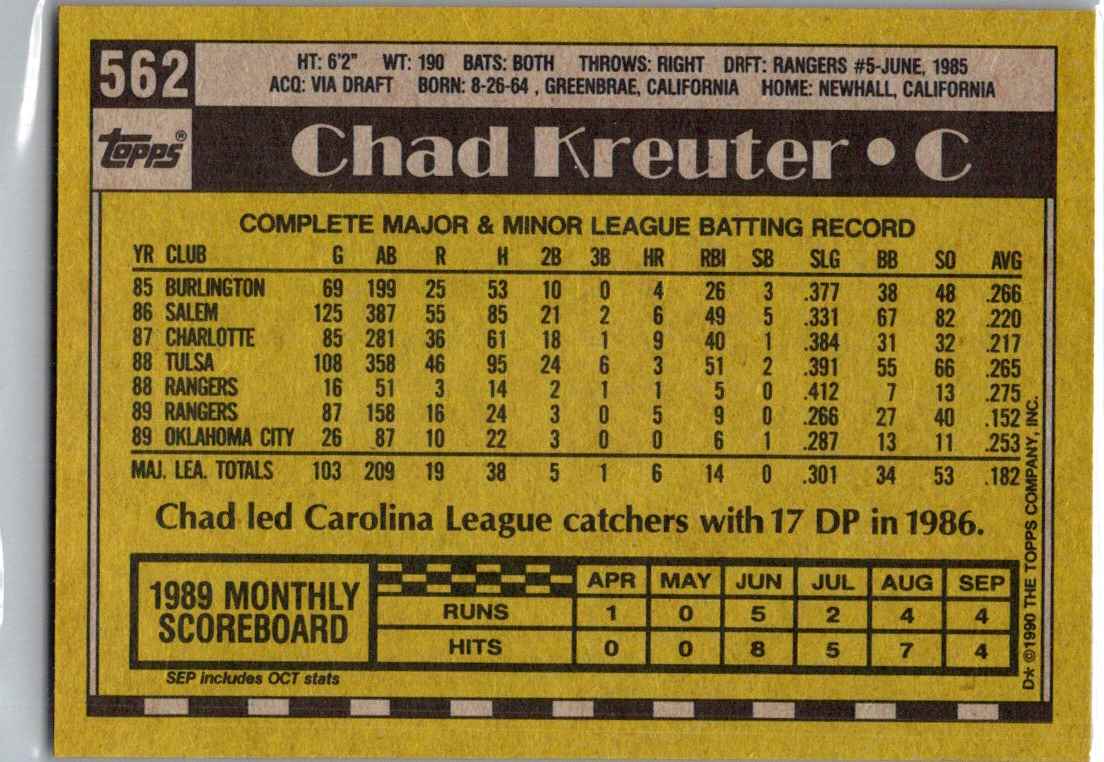 562
HT: 6'2" WT: 190 BATS: BOTH THROWS: RIGHT DRFT: RANGERS #5-JUNE, 1985
ACQ: VIA DRAFT BORN: 8-26-64 , GREENBRAE, CALIFORNIA HOME: NEWHALL, CALIFORNIA
topps®
Chad Kreuter • C
COMPLETE MAJOR & MINOR LEAGUE BATTING RECORD
YR CLUB G AB R H 2B 3B HR RBI SB SLG BB SO AVG
85 BURLINGTON 69 199 25 53 10 0 4 26 3 .377 38 48 .266
86 SALEM 125 387 55 85 21 2 6 49 5 .331 67 82 .220
87 CHARLOTTE 85 281 36 61 18 1 9 40 1 .384 31 32 .217
88 TULSA 108 358 46 95 24 6 3 51 2 .391 55 66 .265
88 RANGERS 16 51 3 14 2 1 1 5 0 .412 7 13 .275
89 RANGERS 87 158 16 24 3 0 5 9 0 .266 27 40 .152
89 OKLAHOMA CITY 26 87 10 22 3 0 0 6 1 .287 13 11 .253
MAJ. LEA. TOTALS 103 209 19 38 5 1 6 14 0 .301 34 53 .182
Chad led Carolina League catchers with 17 DP in 1986.
1989 MONTHLY
SCOREBOARD
APR MAY JUN JUL AUG SEP
RUNS 1 0 5 2 4 4
HITS 0 0 8 5 7 4
SEP includes OCT stats
D* ©1990 THE TOPPS COMPANY, INC.